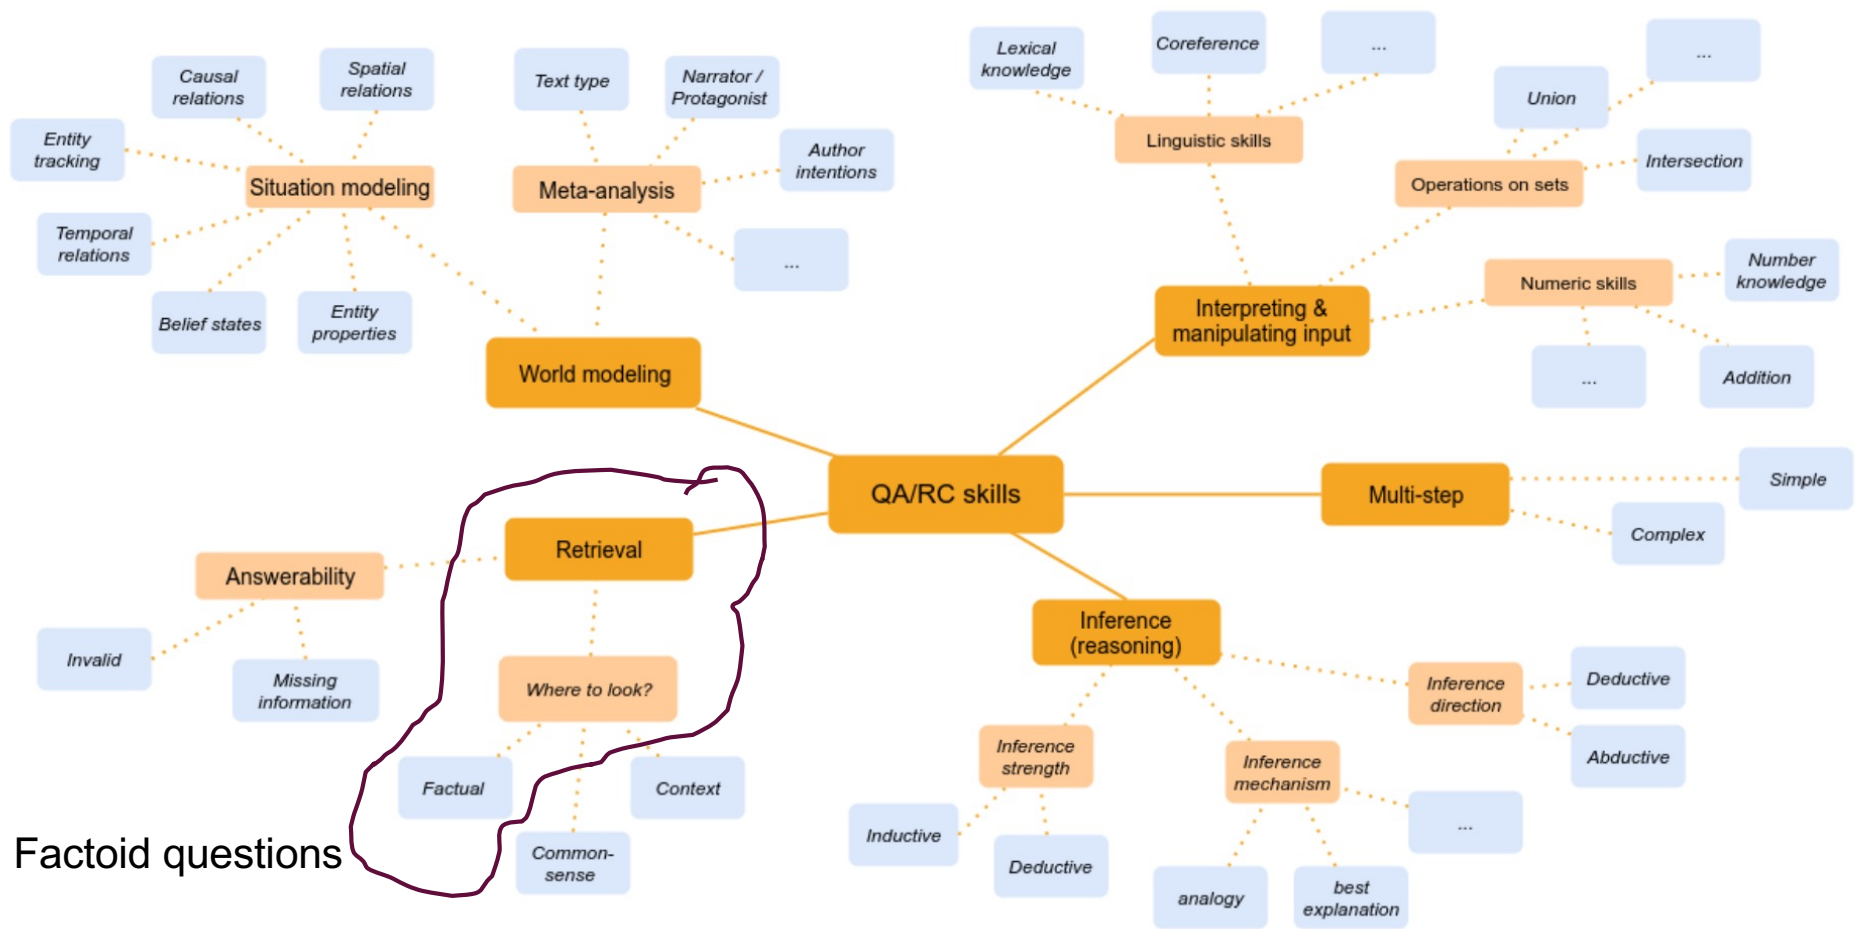 Causal
relations
Spatial
relations
Entity
tracking
Situation modeling
Temporal
relations
Belief states
Entity
properties
Text type
Narrator /
Protagonist
Author
intentions
Meta-analysis
...
World modeling
Lexical
knowledge
Coreference
...
Linguistic skills
...
Union
Intersection
Operations on sets
Number
knowledge
Numeric skills
...
Addition
Interpreting &
manipulating input
QA/RC skills
Multi-step
Simple
Complex
Retrieval
Answerability
Invalid
Missing
information
Where to look?
Factual
Context
Common-
sense
Factoid questions
Inference
(reasoning)
Inference
direction
Deductive
Abductive
Inference
strength
Inductive
Deductive
Inference
mechanism
...
analogy
best
explanation